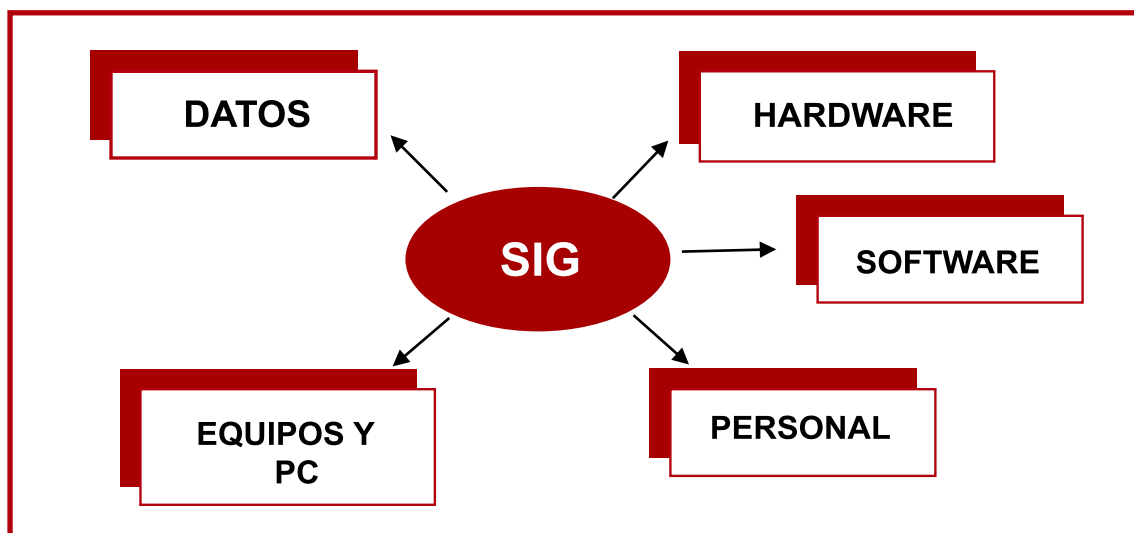 DATOS
HARDWARE
SIG
SOFTWARE
EQUIPOS Y
PC
PERSONAL